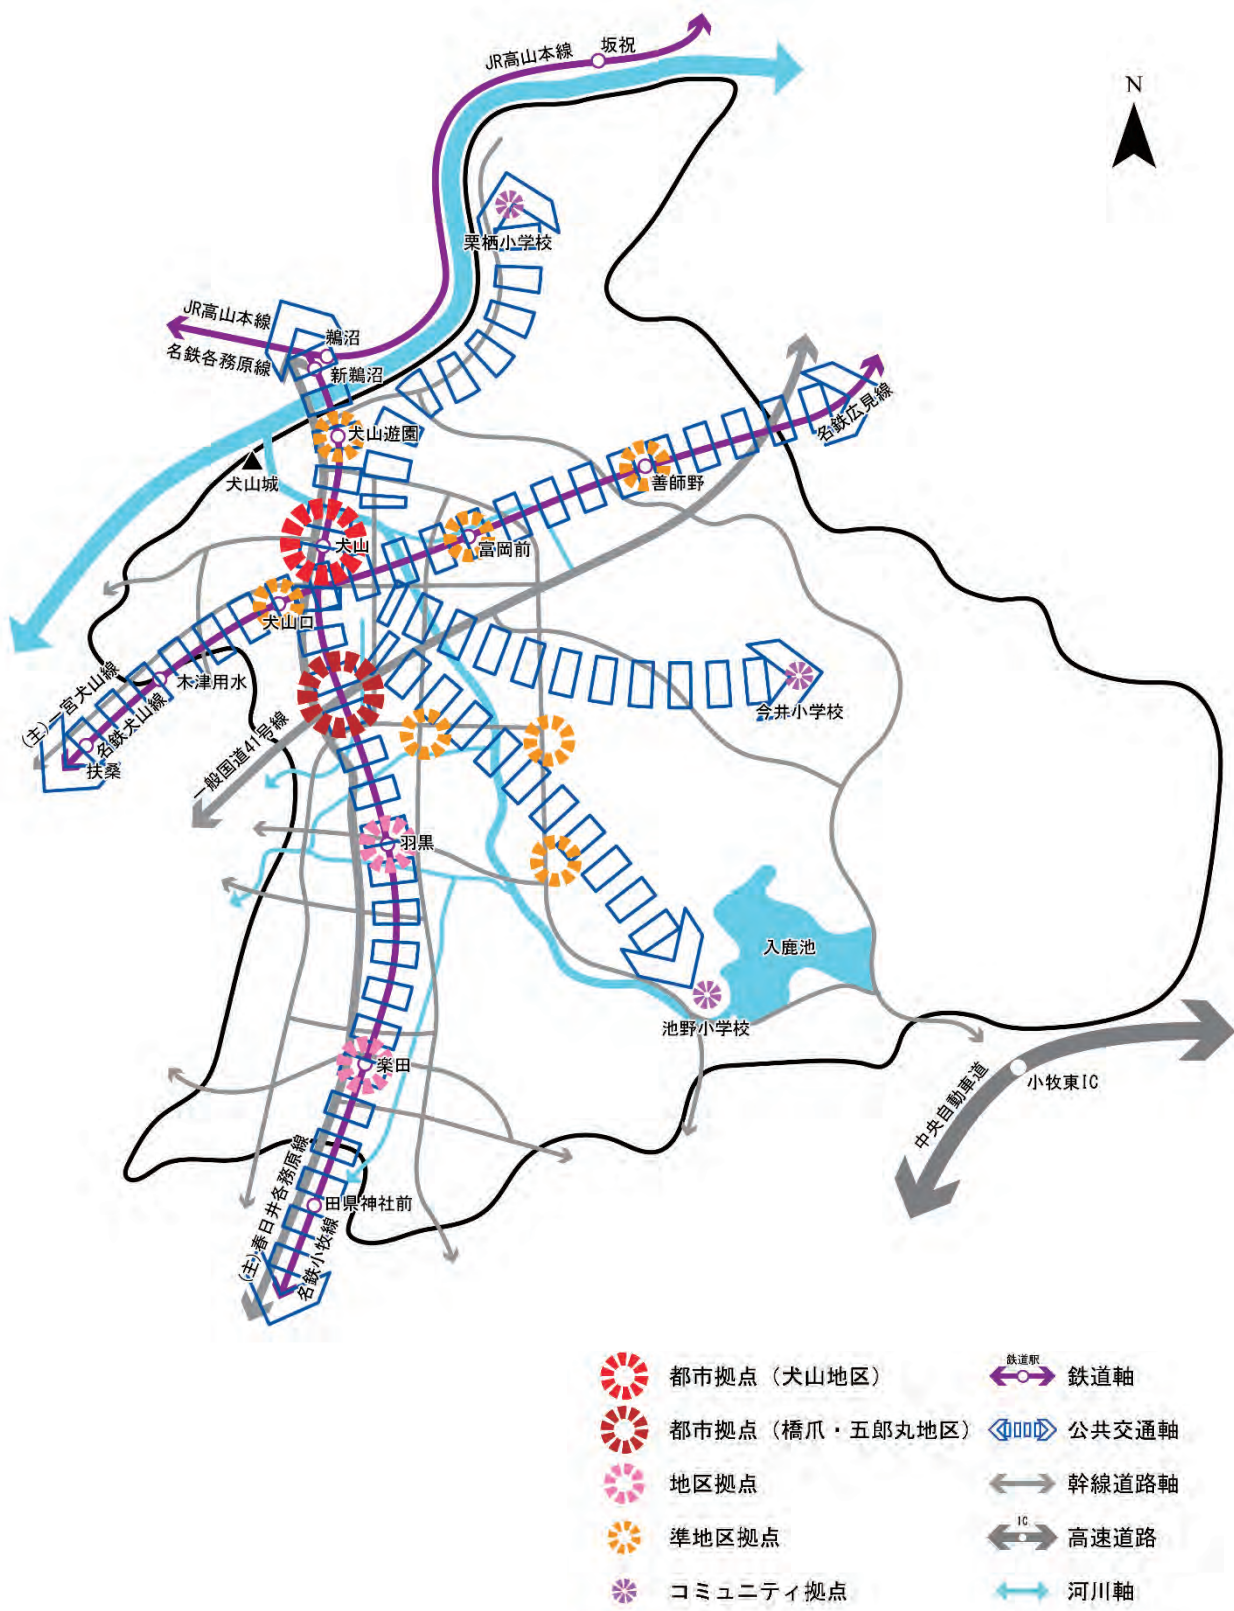 JR高山本線
坂祝
N
栗栖小学校
JR高山本線
鵜沼
名鉄各務原線
新鵜沼
名鉄広見線
犬山遊園
善師野
犬山城
犬山
富岡前
犬山口
木津用水
(主)一宮犬山線
名鉄犬山線
扶桑
一般国道41号線
今井小学校
羽黒
入鹿池
池野小学校
楽田
中央自動車道
小牧東IC
(主)春日井各務原線
田県神社前
名鉄小牧線
都市拠点（犬山地区）
鉄道駅
鉄道軸
都市拠点（橋爪・五郎丸地区）
公共交通軸
地区拠点
幹線道路軸
準地区拠点
IC
高速道路
コミュニティ拠点
河川軸